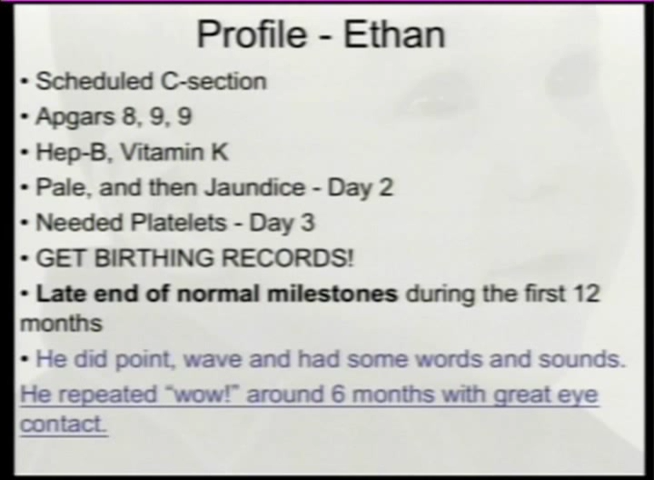 Profile - Ethan
• Scheduled C-section
• Apgars 8, 9, 9
• Hep-B, Vitamin K
• Pale, and then Jaundice - Day 2
• Needed Platelets - Day 3
• GET BIRTHING RECORDS!
• Late end of normal milestones during the first 12
months
• He did point, wave and had some words and sounds.
He repeated “wow!” around 6 months with great eye
contact.